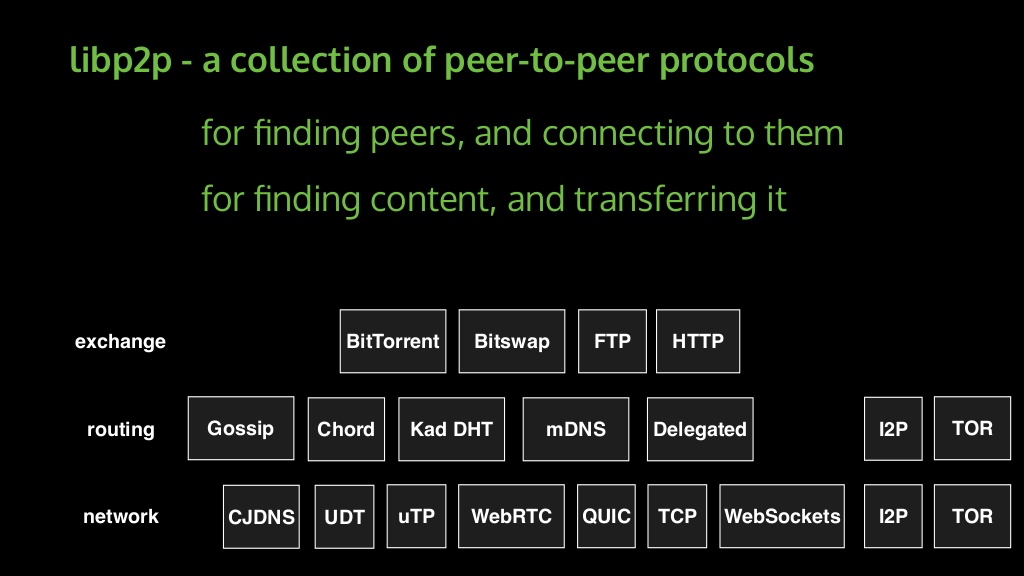 libp2p - a collection of peer-to-peer protocols
for finding peers, and connecting to them
for finding content, and transferring it
exchange BitTorrent Bitswap FTP HTTP
routing Gossip Chord Kad DHT mDNS Delegated I2P TOR
network CJDNS UDT uTP WebRTC QUIC TCP WebSockets I2P TOR